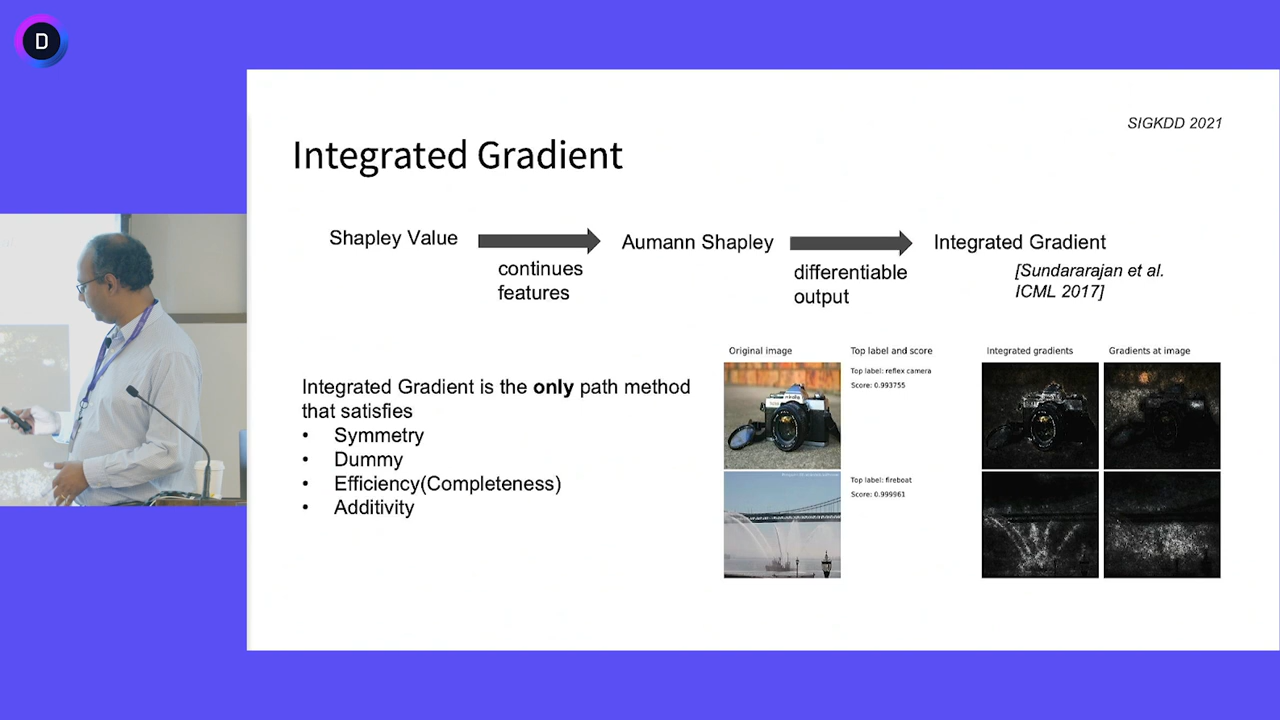 D
SIGKDD 2021
Integrated Gradient
Shapley Value
continues
features
Aumann Shapley
differentiable
output
Integrated Gradient
[Sundararajan et al.
ICML 2017]
Integrated Gradient is the only path method
that satisfies
• Symmetry
• Dummy
• Efficiency(Completeness)
• Additivity
Original image
Top label and score
Integrated gradients
Gradients at image
Top label: reflex camera
Score: 0.993755
Top label: fireboat
Score: 0.999961